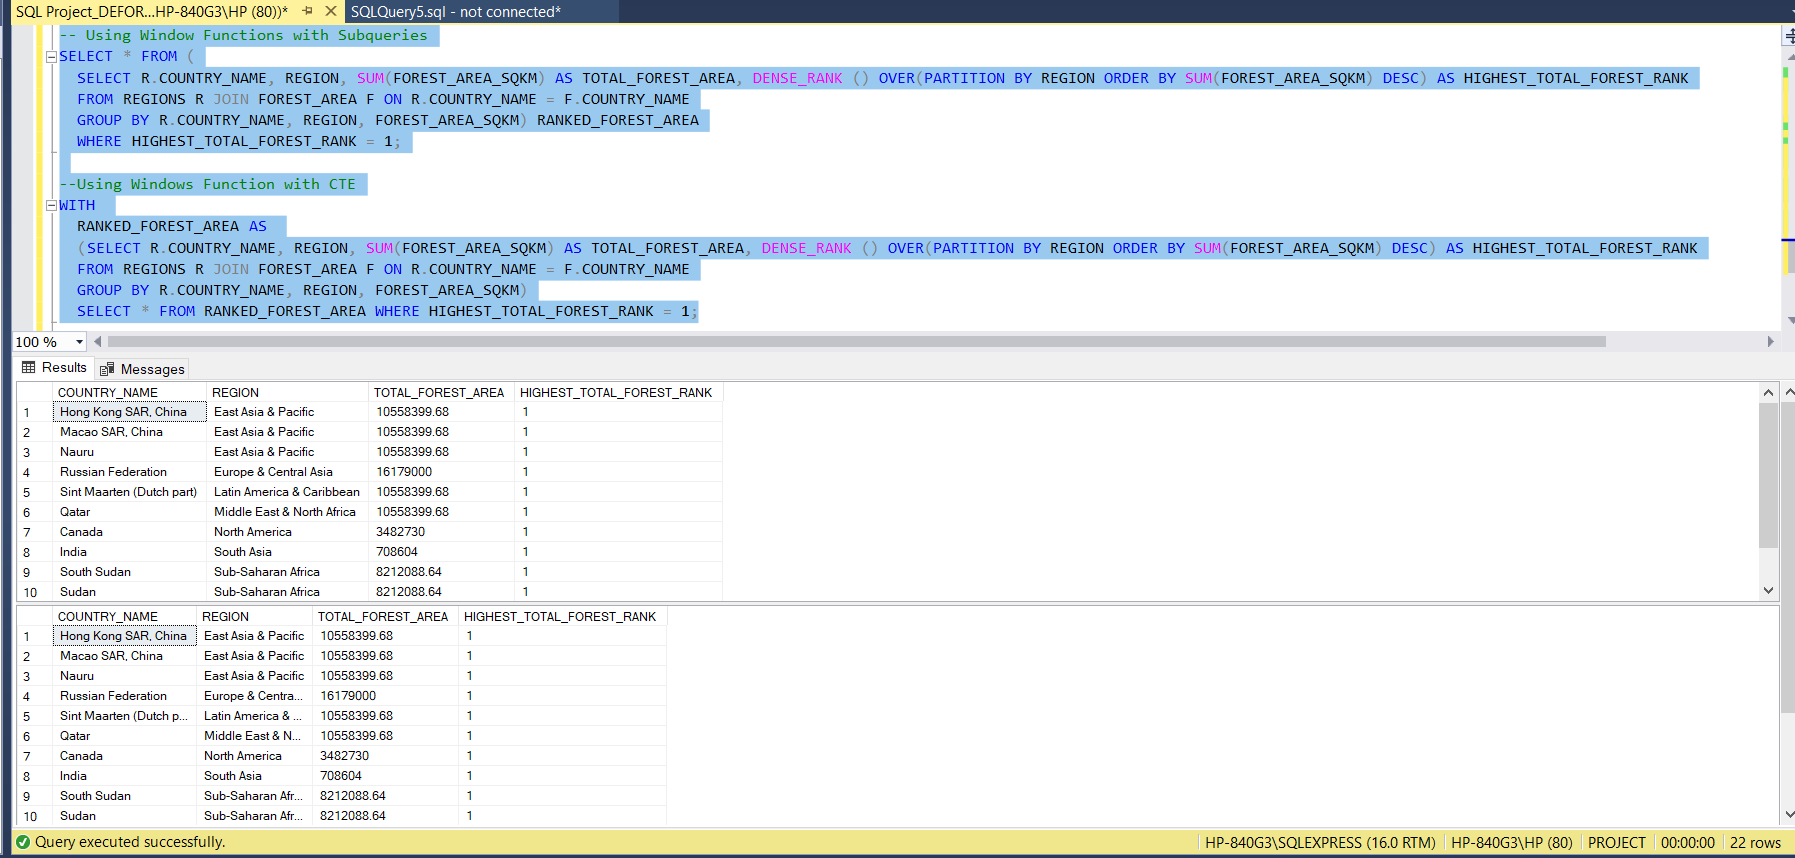 SQL Project_DEFOR...HP-840G3\HP (80))* SQLQuery5.sql - not connected*
-- Using Window Functions with Subqueries
SELECT * FROM (
SELECT R.COUNTRY_NAME, REGION, SUM(FOREST_AREA_SQKM) AS TOTAL_FOREST_AREA, DENSE_RANK () OVER(PARTITION BY REGION ORDER BY SUM(FOREST_AREA_SQKM) DESC) AS HIGHEST_TOTAL_FOREST_RANK
FROM REGIONS R JOIN FOREST_AREA F ON R.COUNTRY_NAME = F.COUNTRY_NAME
GROUP BY R.COUNTRY_NAME, REGION, FOREST_AREA_SQKM) RANKED_FOREST_AREA
WHERE HIGHEST_TOTAL_FOREST_RANK = 1;
--Using Windows Function with CTE
WITH
RANKED_FOREST_AREA AS
(SELECT R.COUNTRY_NAME, REGION, SUM(FOREST_AREA_SQKM) AS TOTAL_FOREST_AREA, DENSE_RANK () OVER(PARTITION BY REGION ORDER BY SUM(FOREST_AREA_SQKM) DESC) AS HIGHEST_TOTAL_FOREST_RANK
FROM REGIONS R JOIN FOREST_AREA F ON R.COUNTRY_NAME = F.COUNTRY_NAME
GROUP BY R.COUNTRY_NAME, REGION, FOREST_AREA_SQKM)
SELECT * FROM RANKED_FOREST_AREA WHERE HIGHEST_TOTAL_FOREST_RANK = 1;
100 %
Results Messages
COUNTRY_NAME REGION TOTAL_FOREST_AREA HIGHEST_TOTAL_FOREST_RANK
1 Hong Kong SAR, China East Asia & Pacific 10558399.68 1
2 Macao SAR, China East Asia & Pacific 10558399.68 1
3 Nauru East Asia & Pacific 10558399.68 1
4 Russian Federation Europe & Central Asia 16179000 1
5 Sint Maarten (Dutch part) Latin America & Caribbean 10558399.68 1
6 Qatar Middle East & North Africa 10558399.68 1
7 Canada North America 3482730 1
8 India South Asia 708604 1
9 South Sudan Sub-Saharan Africa 8212088.64 1
10 Sudan Sub-Saharan Africa 8212088.64 1
COUNTRY_NAME REGION TOTAL_FOREST_AREA HIGHEST_TOTAL_FOREST_RANK
1 Hong Kong SAR, China East Asia & Pacific 10558399.68 1
2 Macao SAR, China East Asia & Pacific 10558399.68 1
3 Nauru East Asia & Pacific 10558399.68 1
4 Russian Federation Europe & Centra... 16179000 1
5 Sint Maarten (Dutch p... Latin America & ... 10558399.68 1
6 Qatar Middle East & N... 10558399.68 1
7 Canada North America 3482730 1
8 India South Asia 708604 1
9 South Sudan Sub-Saharan Afr... 8212088.64 1
10 Sudan Sub-Saharan Afr... 8212088.64 1
Query executed successfully. HP-840G3\SQLEXPRESS (16.0 RTM) HP-840G3\HP (80) PROJECT 00:00:00 22 rows